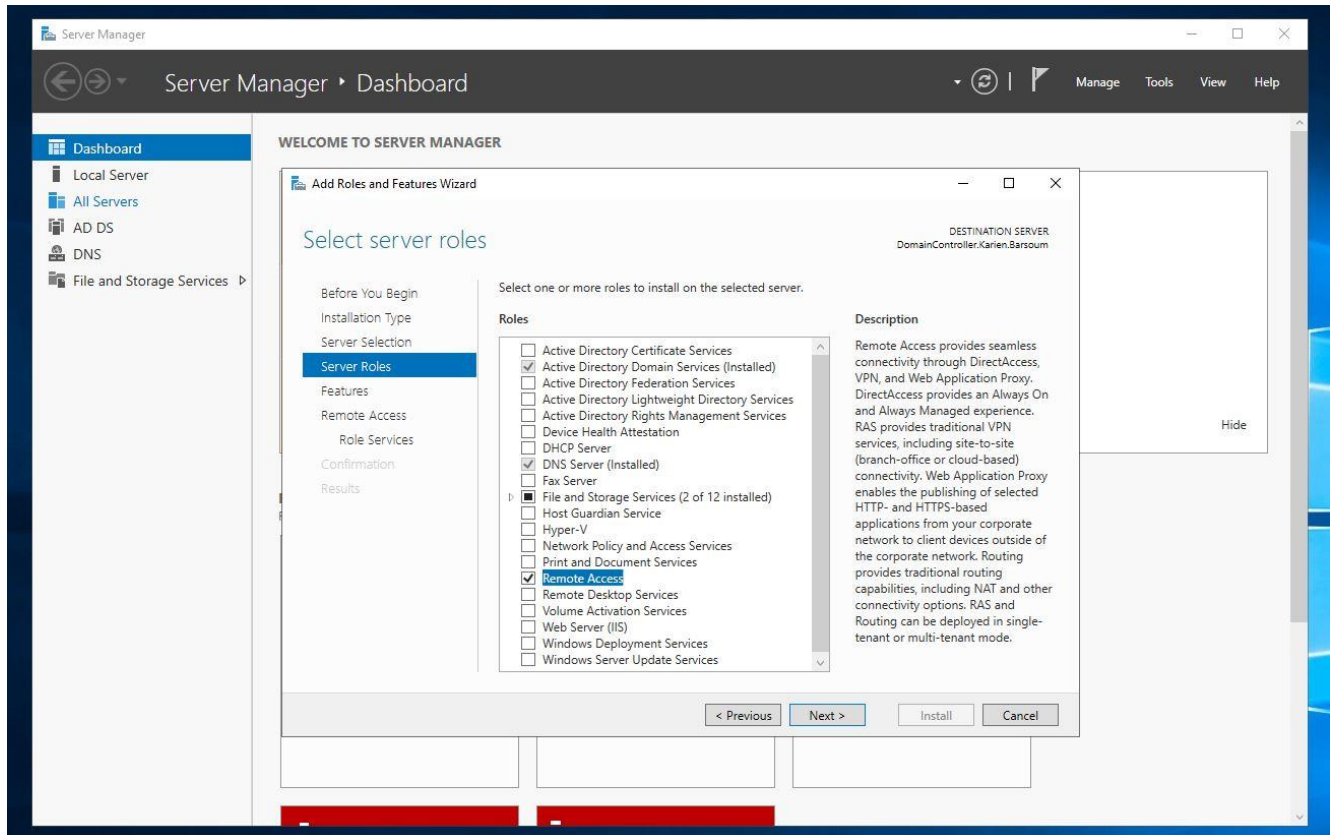 Server Manager
Server Manager ‣ Dashboard
Manage Tools View Help
Dashboard
Local Server
All Servers
AD DS
DNS
File and Storage Services
WELCOME TO SERVER MANAGER
Add Roles and Features Wizard
Select server roles
DESTINATION SERVER
DomainController.Karien.Barsoum
Before You Begin
Installation Type
Server Selection
Server Roles
Features
Remote Access
Role Services
Confirmation
Results
Select one or more roles to install on the selected server.
Roles
Active Directory Certificate Services
Active Directory Domain Services (Installed)
Active Directory Federation Services
Active Directory Lightweight Directory Services
Active Directory Rights Management Services
Device Health Attestation
DHCP Server
DNS Server (Installed)
Fax Server
File and Storage Services (2 of 12 installed)
Host Guardian Service
Hyper-V
Network Policy and Access Services
Print and Document Services
Remote Access
Remote Desktop Services
Volume Activation Services
Web Server (IIS)
Windows Deployment Services
Windows Server Update Services
Description
Remote Access provides seamless
connectivity through DirectAccess,
VPN, and Web Application Proxy.
DirectAccess provides an Always On
and Always Managed experience.
RAS provides traditional VPN
services, including site-to-site
(branch-office or cloud-based)
connectivity. Web Application Proxy
enables the publishing of selected
HTTP- and HTTPS-based
applications from your corporate
network to client devices outside of
the corporate network. Routing
provides traditional routing
capabilities, including NAT and other
connectivity options. RAS and
Routing can be deployed in single-
tenant or multi-tenant mode.
Hide
< Previous Next > Install Cancel